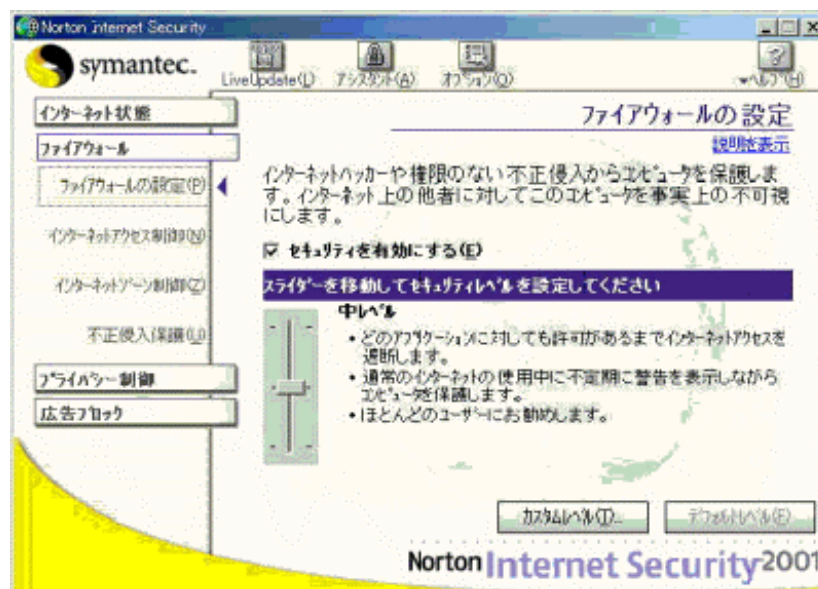 Norton Internet Security
symantec.
LiveUpdate(L) アシスタント(A) オプション(O) ヘルプ(H)
インターネット状態
ファイアウォール
ファイアウォールの設定(P)
インターネットアクセス制御(N)
インターネットゾーン制御(Z)
不正侵入保護(U)
プライバシー制御
広告ブロック
ファイアウォールの設定
説明を表示
インターネットハッカーや権限のない不正侵入からコンピュータを保護しま
す。インターネット上の他者に対してこのコンピュータを事実上の不可視
にします。
セキュリティを有効にする(E)
スライダーを移動してセキュリティレベルを設定してください
中レベル
・どのアプリケーションに対しても許可があるまでインターネットアクセスを
遮断します。
・通常のインターネットの使用中に不定期に警告を表示しながら
コンピュータを保護します。
・ほとんどのユーザーにお勧めします。
カスタムレベル(T)... デフォルトレベル(E)
Norton Internet Security 2001